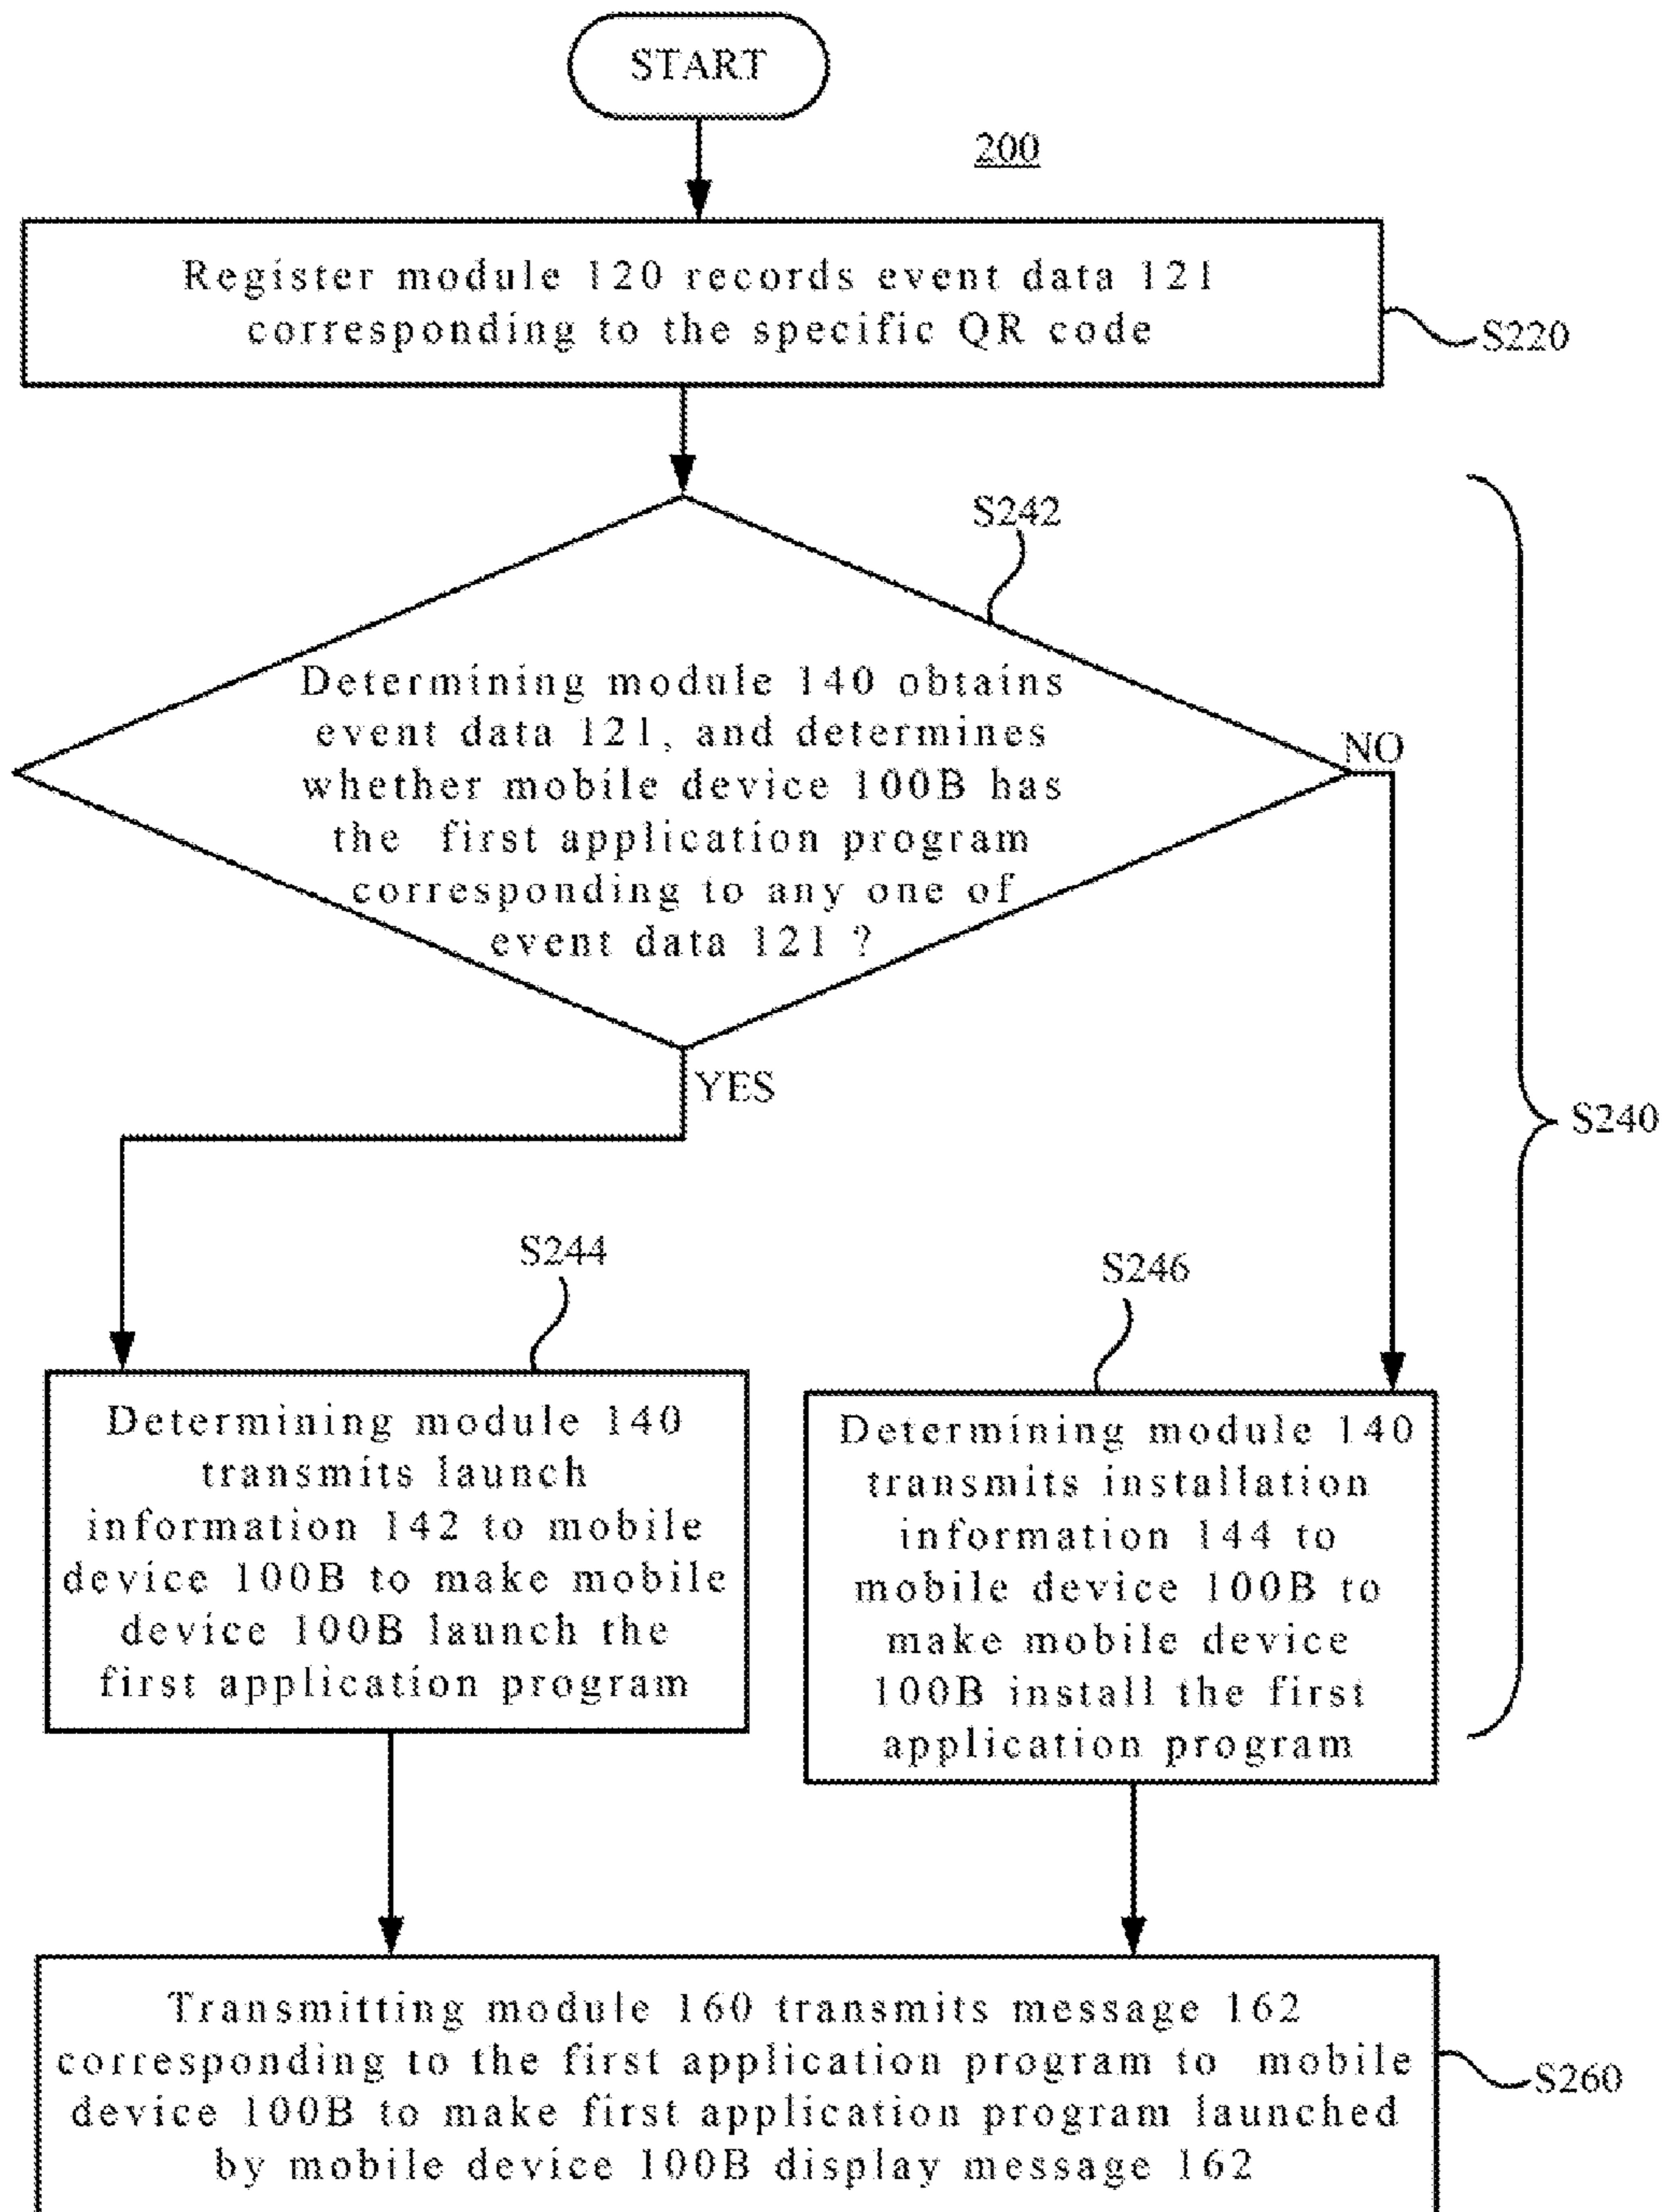 START
200
Register module 120 records event data 121
corresponding to the specific QR code
S220
S242
Determining module 140 obtains
event data 121, and determines
whether mobile device 100B has
the first application program
corresponding to any one of
event data 121 ?
NO
YES
S240
S244
S246
Determining module 140
transmits launch
information 142 to mobile
device 100B to make mobile
device 100B launch the
first application program
Determining module 140
transmits installation
information 144 to
mobile device 100B to
make mobile device
100B install the first
application program
Transmitting module 160 transmits message 162
corresponding to the first application program to mobile
device 100B to make first application program launched
by mobile device 100B display message 162
S260